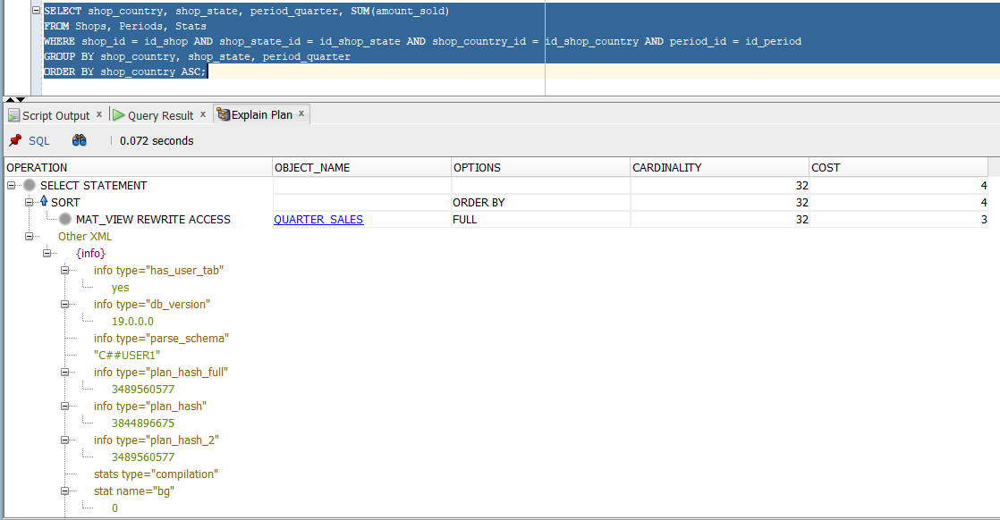 SELECT shop_country, shop_state, period_quarter, SUM(amount_sold)
FROM Shops, Periods, Stats
WHERE shop_id = id_shop AND shop_state_id = id_shop_state AND shop_country_id = id_shop_country AND period_id = id_period
GROUP BY shop_country, shop_state, period_quarter
ORDER BY shop_country ASC;
Script Output x Query Result x Explain Plan x
SQL 0.072 seconds
OPERATION OBJECT_NAME OPTIONS CARDINALITY COST
SELECT STATEMENT 32 4
SORT ORDER BY 32 4
MAT_VIEW REWRITE ACCESS QUARTER_SALES FULL 32 3
Other XML
{info}
info type="has_user_tab"
yes
info type="db_version"
19.0.0.0
info type="parse_schema"
"C##USER1"
info type="plan_hash_full"
3489560577
info type="plan_hash"
3844896675
info type="plan_hash_2"
3489560577
stats type="compilation"
stat name="bg"
0